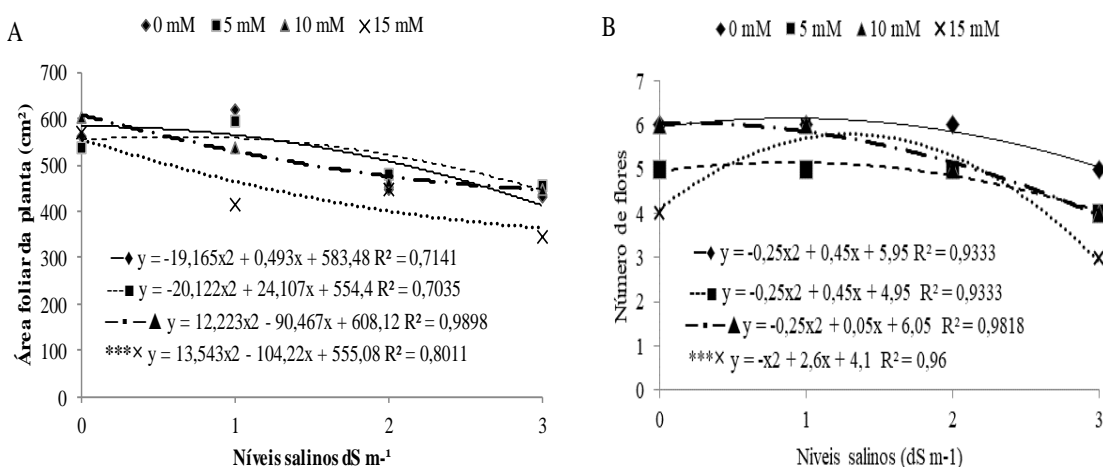 A
0 mM 5 mM 10 mM 15 mM
Área foliar da planta (cm²)
700
600
500
400
300
200
100
0
y = -19,165x2 + 0,493x + 583,48 R² = 0,7141
y = -20,122x2 + 24,107x + 554,4 R² = 0,7035
y = 12,223x2 - 90,467x + 608,12 R² = 0,9898
***× y = 13,543x2 - 104,22x + 555,08 R² = 0,8011
0 1 2 3
Níveis salinos dS m-¹
B
0 mM 5 mM 10 mM 15 mM
Número de flores
7
6
5
4
3
2
1
0
y = -0,25x2 + 0,45x + 5,95 R² = 0,9333
y = -0,25x2 + 0,45x + 4,95 R² = 0,9333
y = -0,25x2 + 0,05x + 6,05 R² = 0,9818
***× y = -x2 + 2,6x + 4,1 R² = 0,96
0 1 2 3
Niveis salinos (dS m-1)